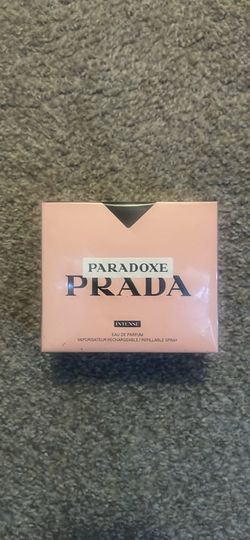 PARADOXE
PRADA
INTENSE
EAU DE PARFUM
VAPORISATEUR RECHARGEABLE / REFILLABLE SPRAY